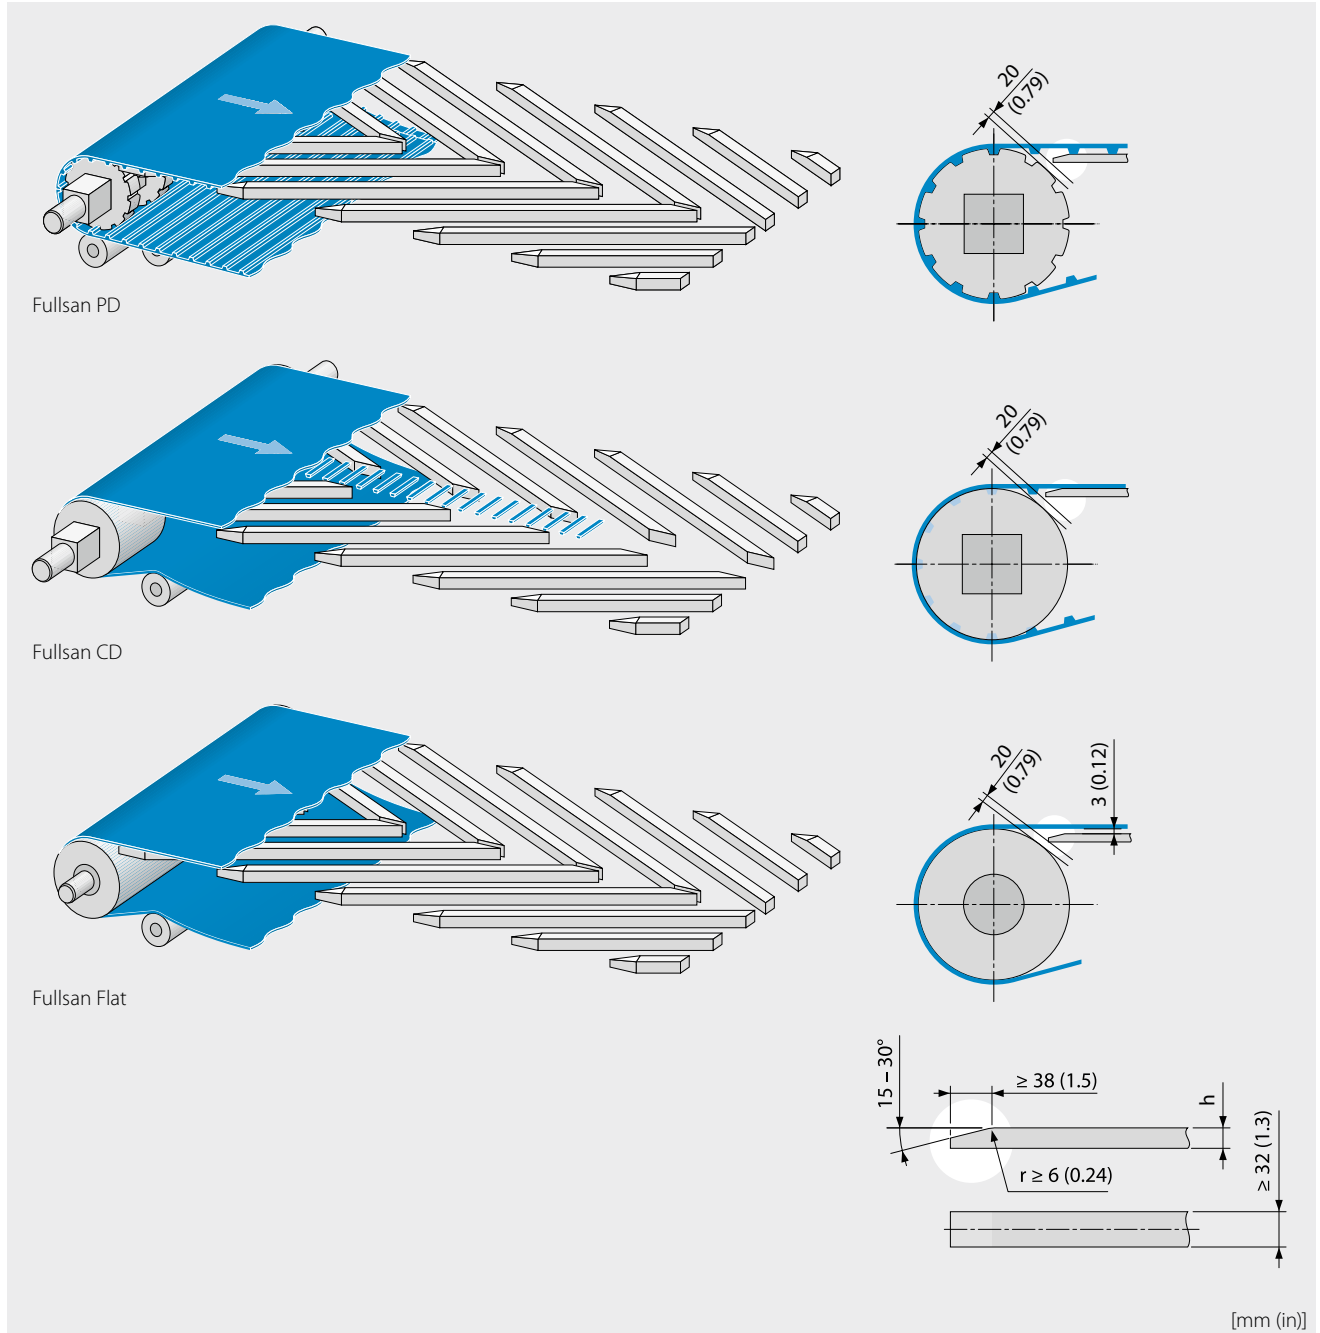 20
(0.79)
Fullsan PD
20
(0.79)
Fullsan CD
20
(0.79)
3 (0.12)
Fullsan Flat
15 – 30°
≥ 38 (1.5)
h
≥ 32 (1.3)
r ≥ 6 (0.24)
[mm (in)]